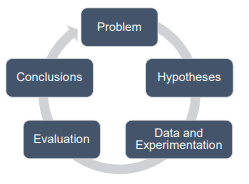 Problem
Hypotheses
Data and
Experimentation
Evaluation
Conclusions